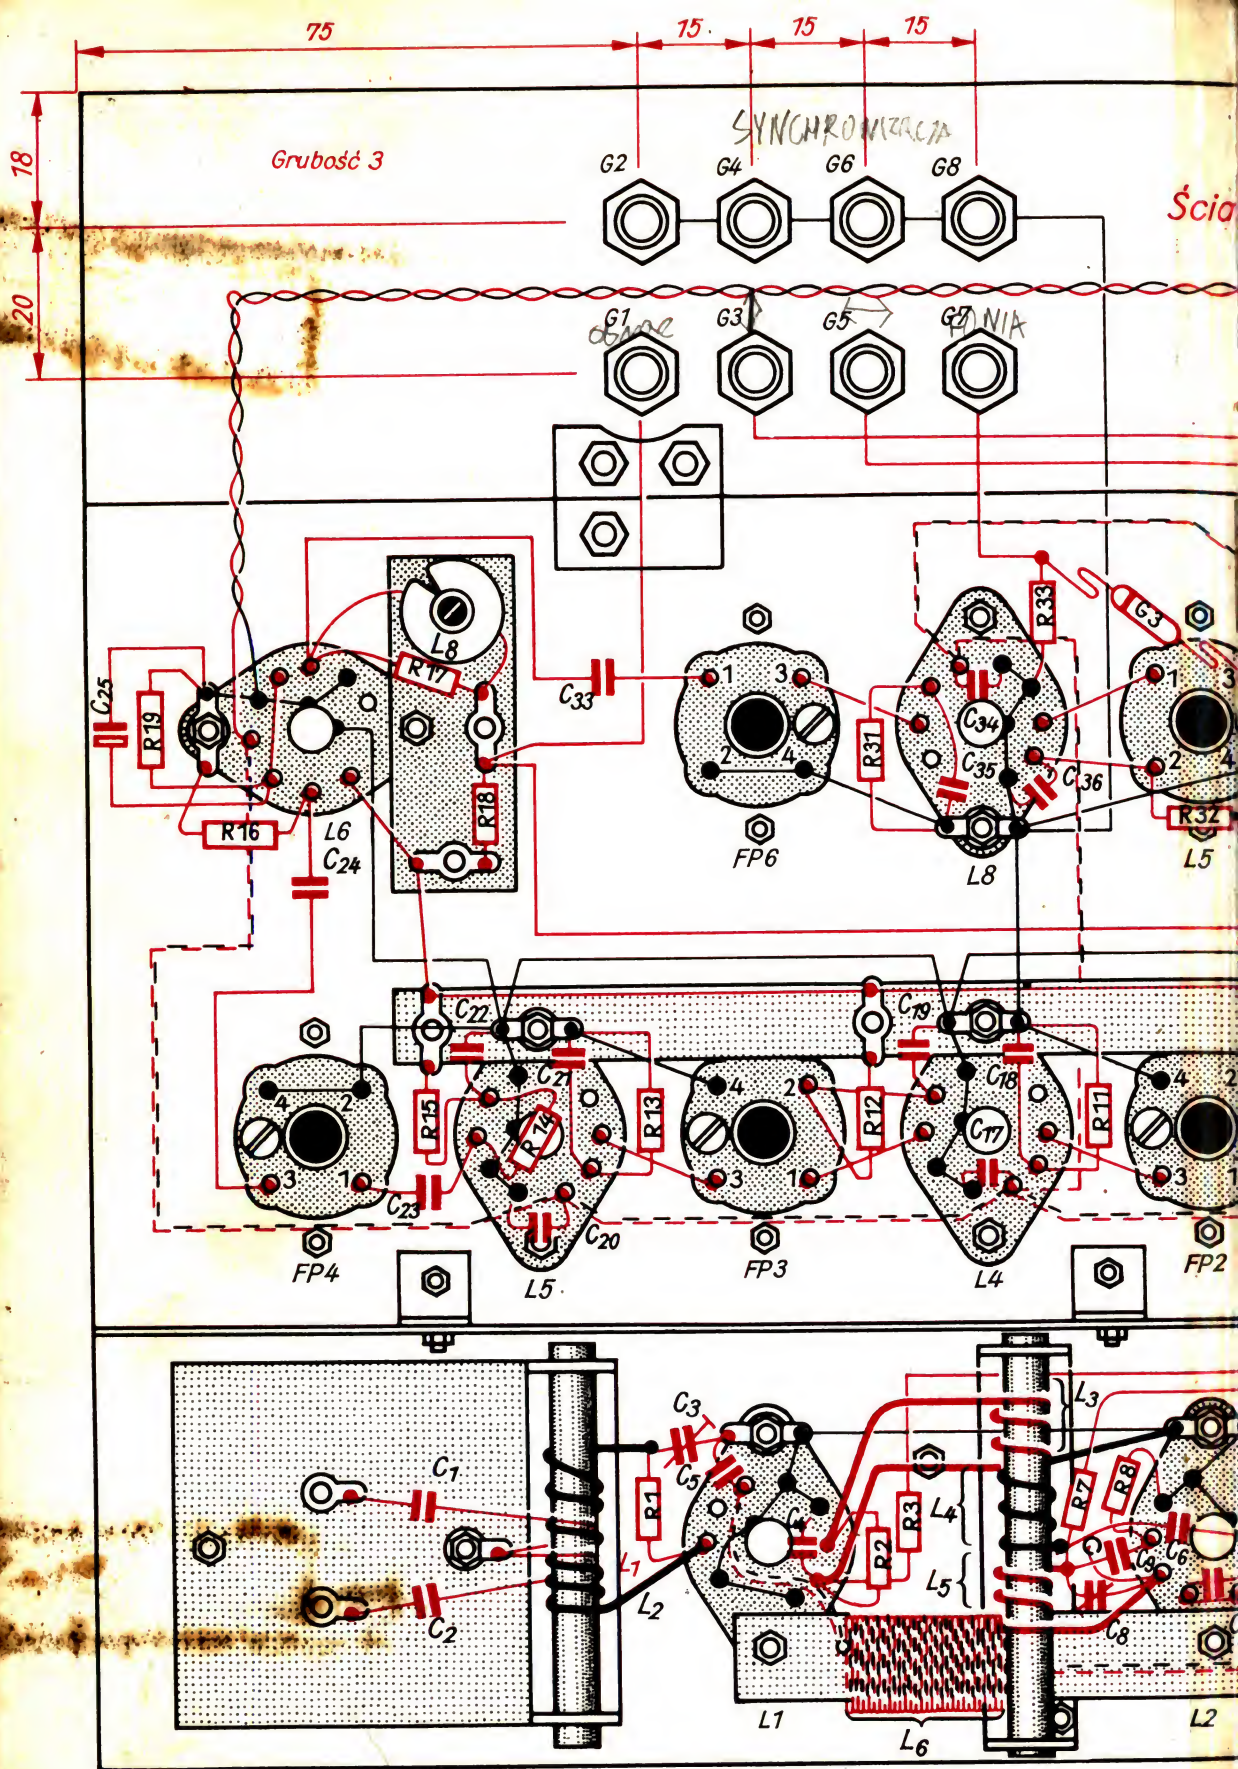 75 15. 15 15
SYNCHRONIZACJA
18
Grubość 3
G2 G4 G6 G8
Ścia
20
G1 G3 G5 G7
OBRAZ FONIA
L8
R33
G3
R17
C25
R19
C33
1 3
C34
1 3
R31
2 4
C35
C36
2 4
R18
R16
L6
C24
FP6
L8
R32
L5
C22
C19
C21
C18
4 2
R15
R14
R13
4 2
R12
C17
R11
4 2
3 1
C23
3 1
3 1
C20
FP4
L5.
FP3
L4
FP2
C3
L3
C1
C5
R1
C4
R3
R2
L4
R7
R8
L1
L2
L5
C
C9
C6
C2
C8
L1
L6
L2